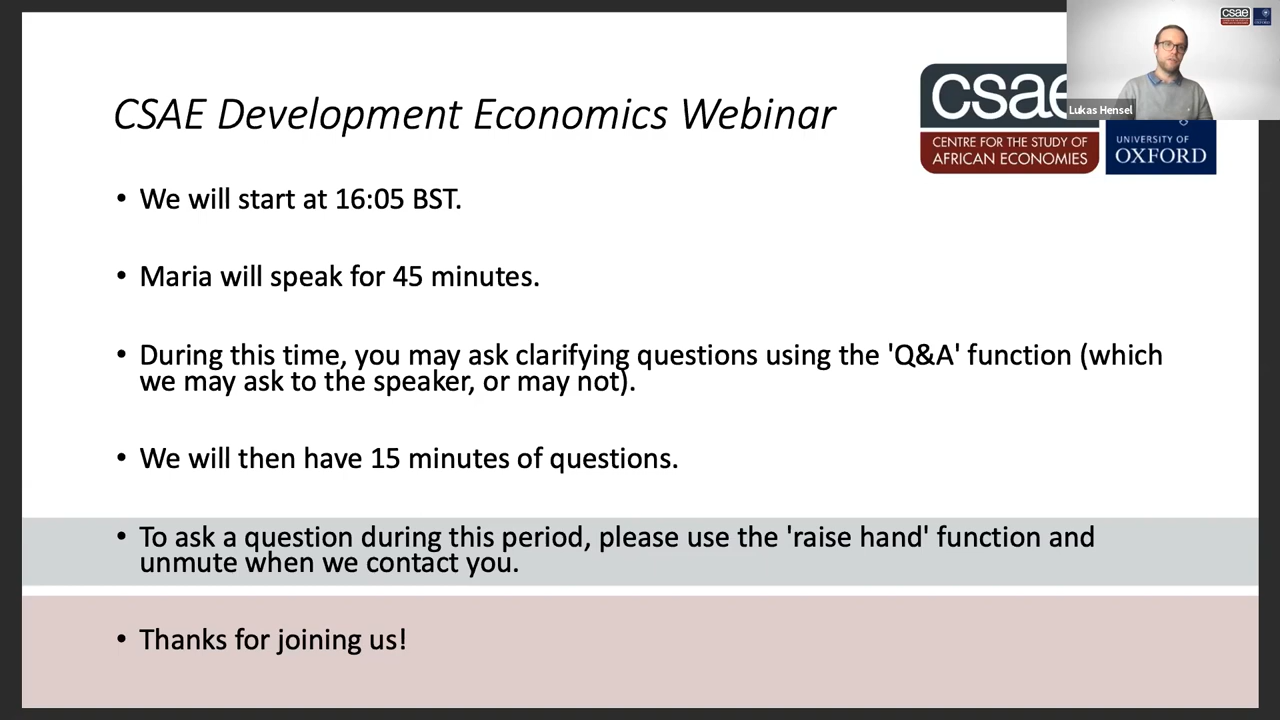 csae
CSAE Development Economics Webinar
csae
Lukas Hensel
CENTRE FOR THE STUDY OF
AFRICAN ECONOMIES
UNIVERSITY OF
OXFORD
• We will start at 16:05 BST.
• Maria will speak for 45 minutes.
• During this time, you may ask clarifying questions using the 'Q&A' function (which
we may ask to the speaker, or may not).
• We will then have 15 minutes of questions.
• To ask a question during this period, please use the 'raise hand' function and
unmute when we contact you.
• Thanks for joining us!